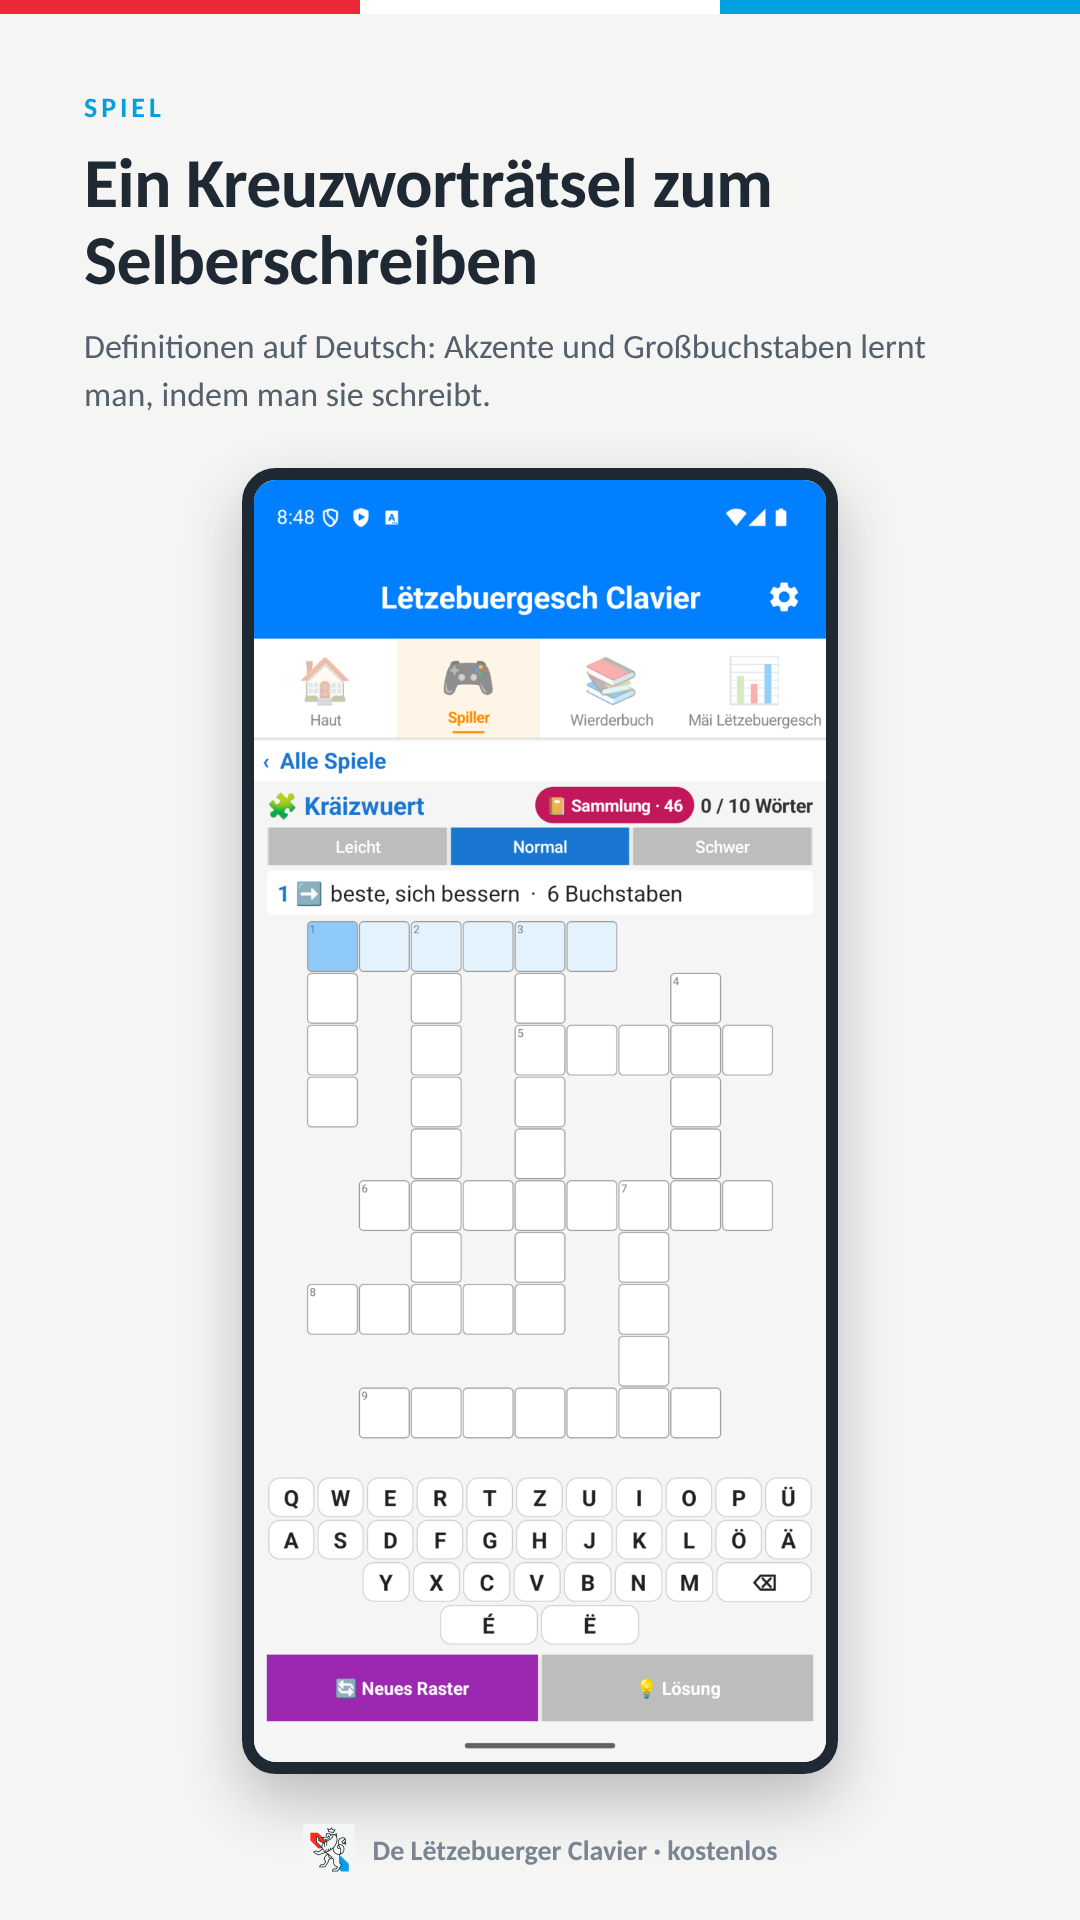 SPIEL
Ein Kreuzworträtsel zum
Selberschreiben
Definitionen auf Deutsch: Akzente und Großbuchstaben lernt
man, indem man sie schreibt.
8:48
Lëtzebuergesch Clavier
Haut Spiller Wierderbuch Mäi Lëtzebuergesch
‹ Alle Spiele
Kräizwuert Sammlung · 46 0 / 10 Wörter
Leicht Normal Schwer
1 ➡ beste, sich bessern · 6 Buchstaben
1 2 3
4
5
6 7
8
9
Q W E R T Z U I O P Ü
A S D F G H J K L Ö Ä
Y X C V B N M ⌫
É Ë
Neues Raster Lösung
De Lëtzebuerger Clavier · kostenlos